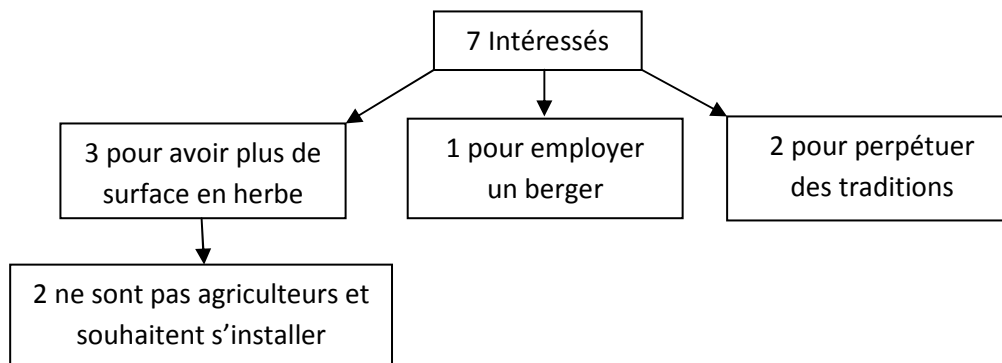 7 Intéressés
3 pour avoir plus de
surface en herbe
1 pour employer
un berger
2 pour perpétuer
des traditions
2 ne sont pas agriculteurs et
souhaitent s’installer